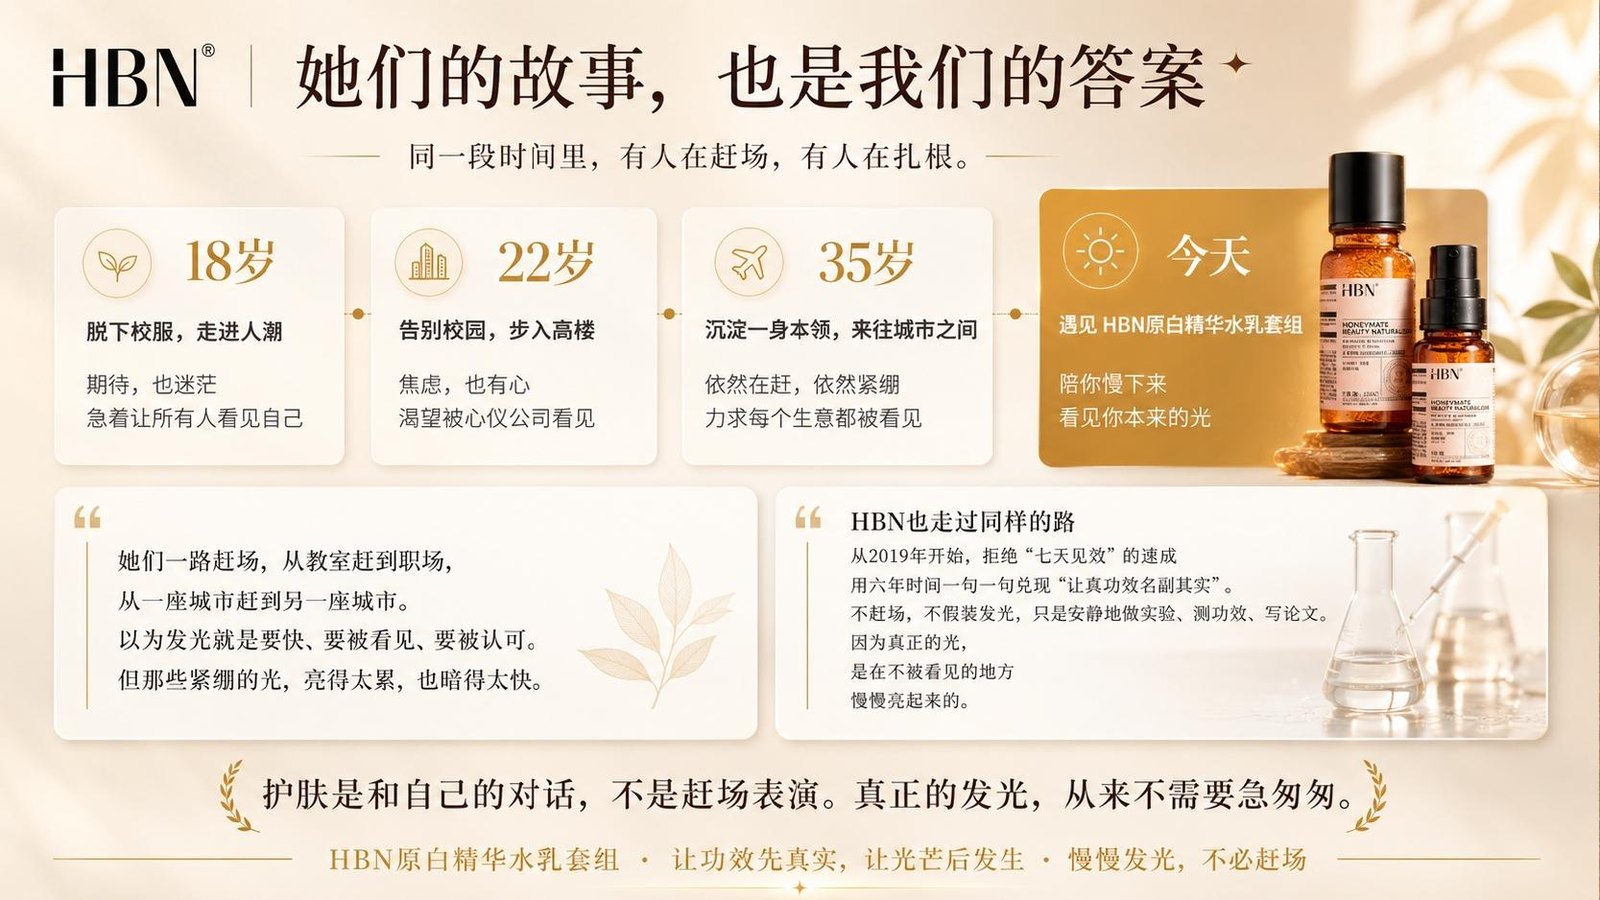 HBN®
她们的故事，也是我们的答案
同一段时间里，有人在赶场，有人在扎根。
18岁
脱下校服，走进人潮
期待，也迷茫
急着让所有人看见自己
22岁
告别校园，步入高楼
焦虑，也有心
渴望被心仪公司看见
35岁
沉淀一身本领，来往城市之间
依然在赶，依然紧绷
力求每个生意都被看见
今天
遇见 HBN原白精华水乳套组
陪你慢下来
看见你本来的光
HBN
HONEYMATE
BEAUTY NATURAL
HBN
HONEYMATE
BEAUTY NATURAL
“
她们一路赶场，从教室赶到职场，
从一座城市赶到另一座城市。
以为发光就是要快、要被看见、要被认可。
但那些紧绷的光，亮得太累，也暗得太快。
“
HBN也走过同样的路
从2019年开始，拒绝“七天见效”的速成
用六年时间一句一句兑现“让真功效名副其实”。
不赶场，不假装发光，只是安静地做实验、测功效、写论文。
因为真正的光，
是在不被看见的地方
慢慢亮起来的。
护肤是和自己的对话，不是赶场表演。真正的发光，从来不需要急匆匆。
HBN原白精华水乳套组 · 让功效先真实，让光芒后发生 · 慢慢发光，不必赶场